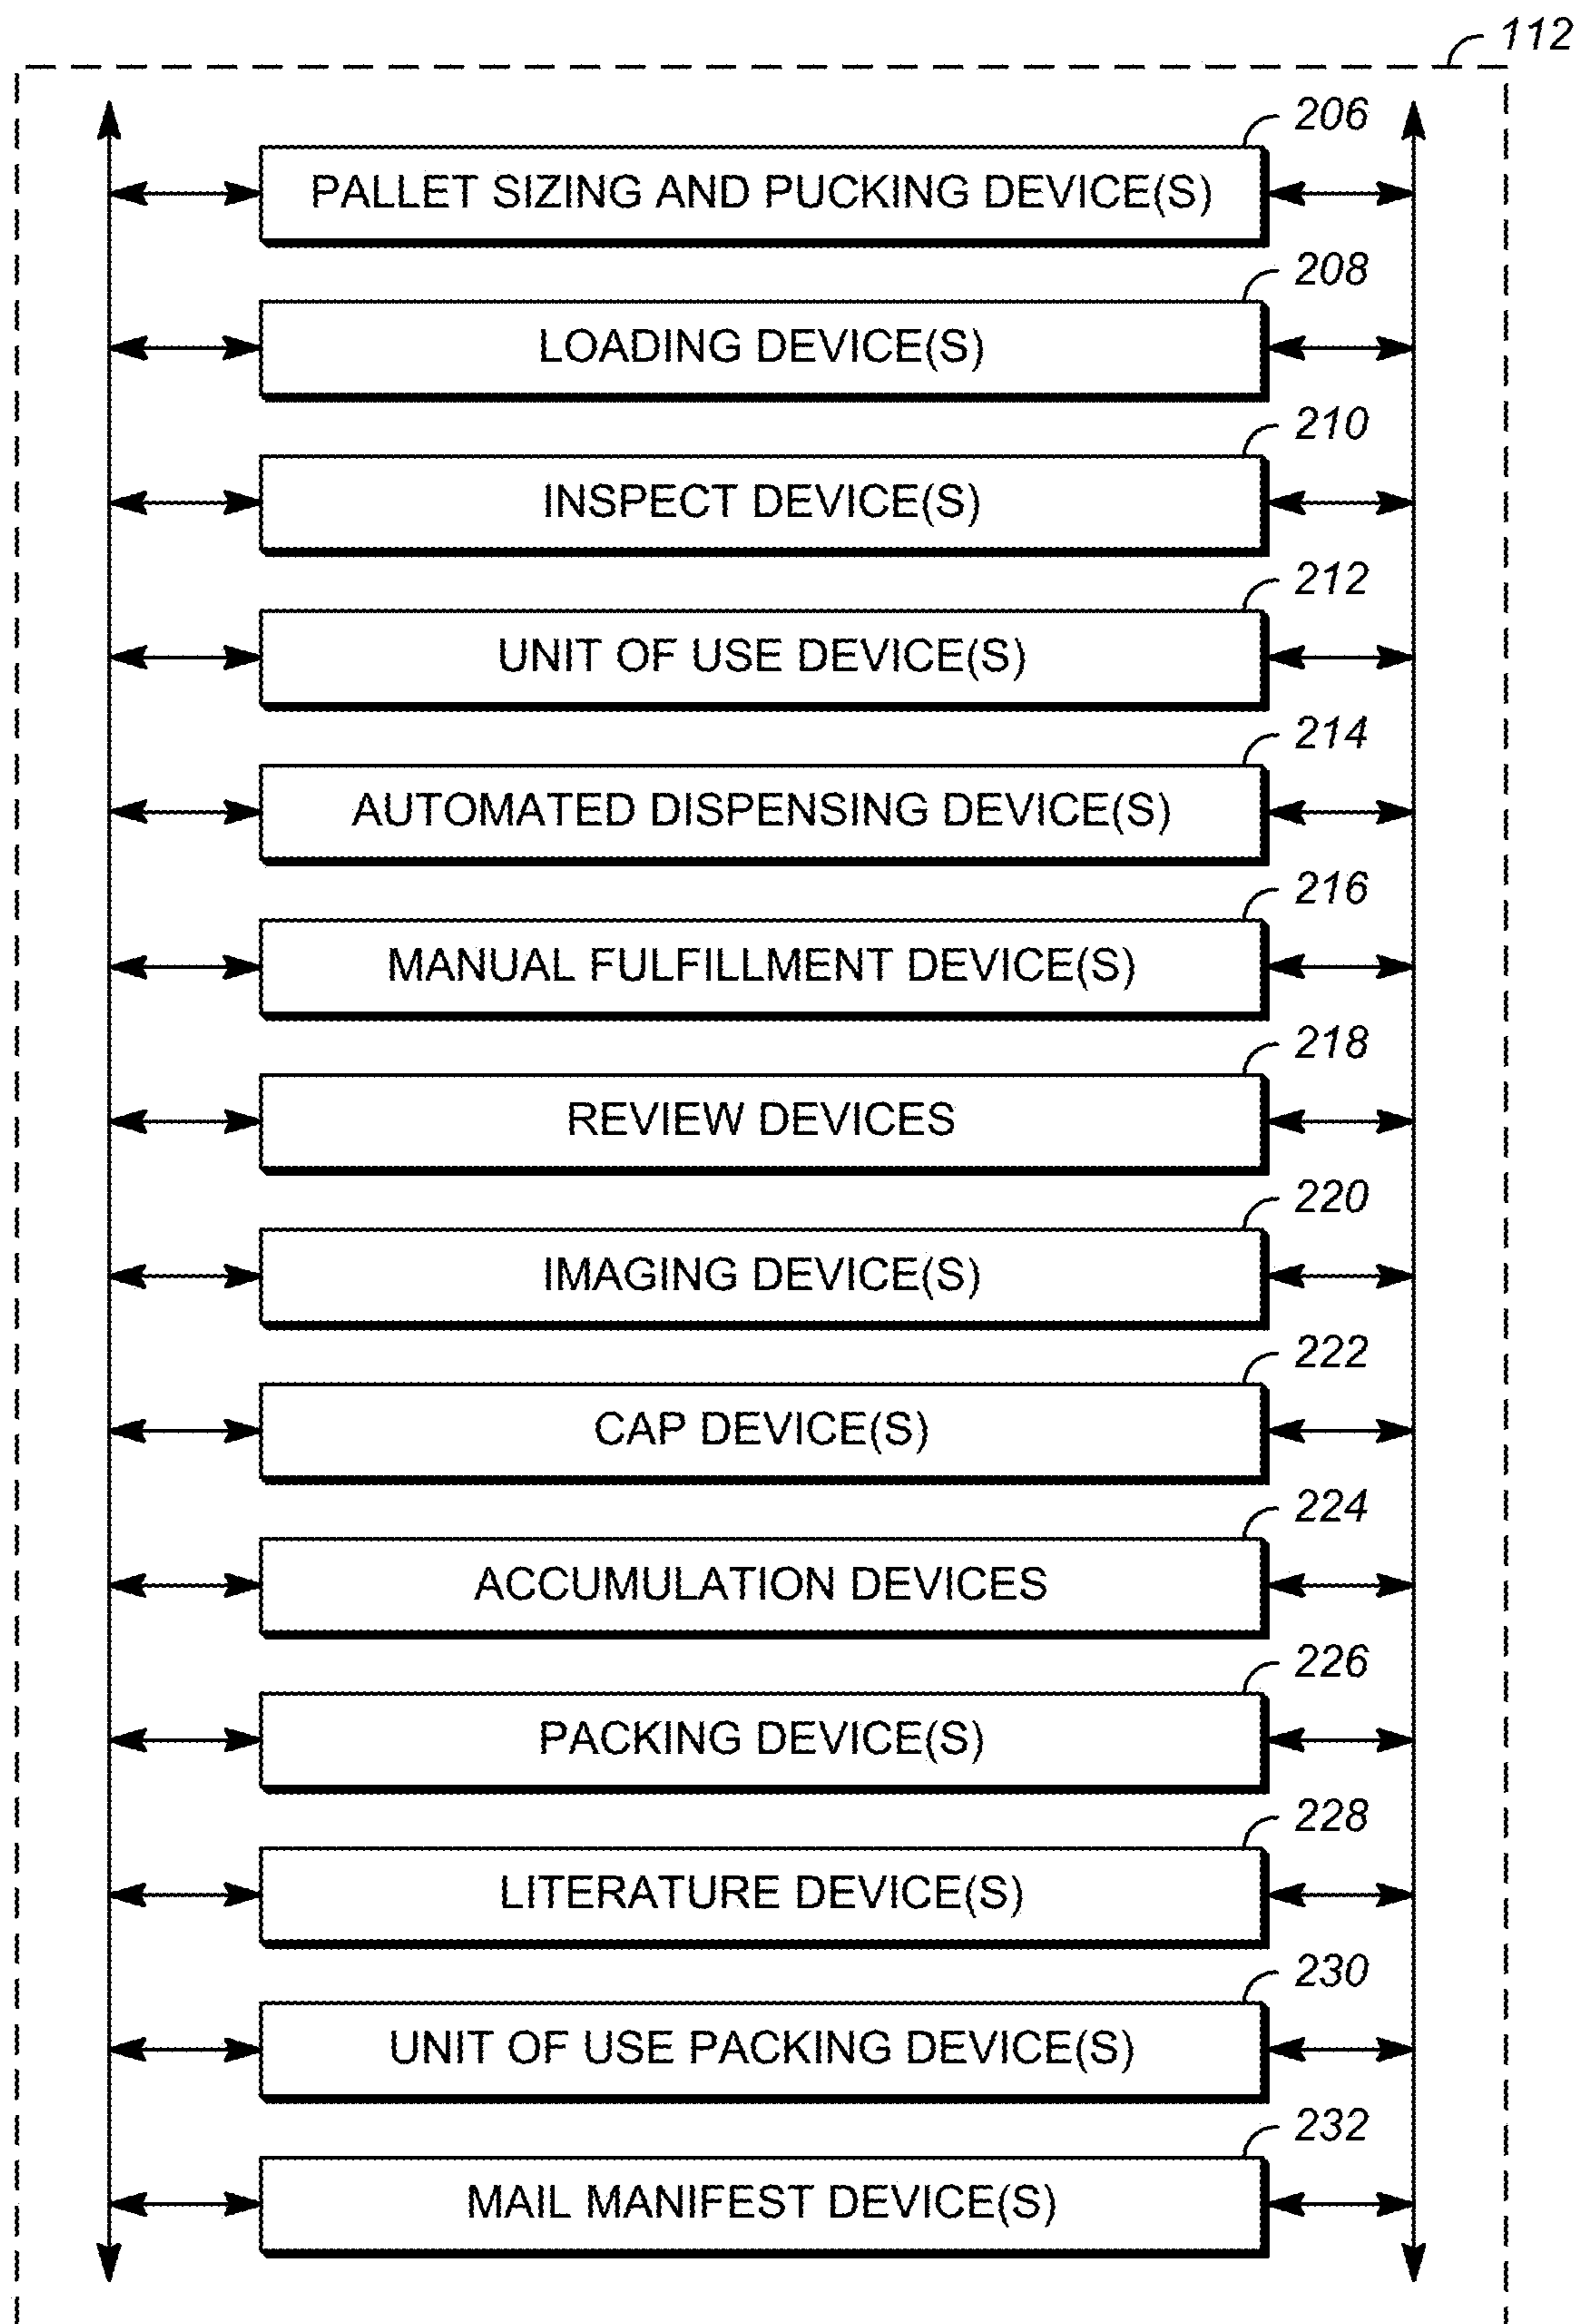 112
206
PALLET SIZING AND PUCKING DEVICE(S)
208
LOADING DEVICE(S)
210
INSPECT DEVICE(S)
212
UNIT OF USE DEVICE(S)
214
AUTOMATED DISPENSING DEVICE(S)
216
MANUAL FULFILLMENT DEVICE(S)
218
REVIEW DEVICES
220
IMAGING DEVICE(S)
222
CAP DEVICE(S)
224
ACCUMULATION DEVICES
226
PACKING DEVICE(S)
228
LITERATURE DEVICE(S)
230
UNIT OF USE PACKING DEVICE(S)
232
MAIL MANIFEST DEVICE(S)